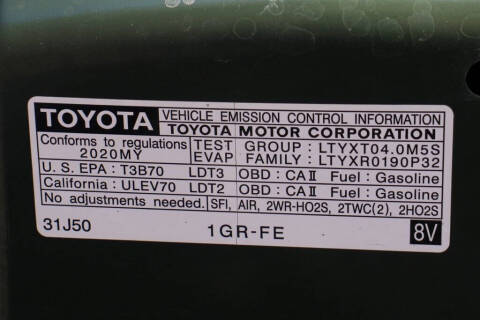 TOYOTA VEHICLE EMISSION CONTROL INFORMATION
TOYOTA MOTOR CORPORATION
Conforms to regulations TEST GROUP : LTYXT04.0M5S
2020MY EVAP FAMILY : LTYXR0190P32
U. S. EPA : T3B70 LDT3 OBD : CA II Fuel : Gasoline
California : ULEV70 LDT2 OBD : CA II Fuel : Gasoline
No adjustments needed. SFI, AIR, 2WR-HO2S, 2TWC(2), 2HO2S
31J50 1GR-FE 8V